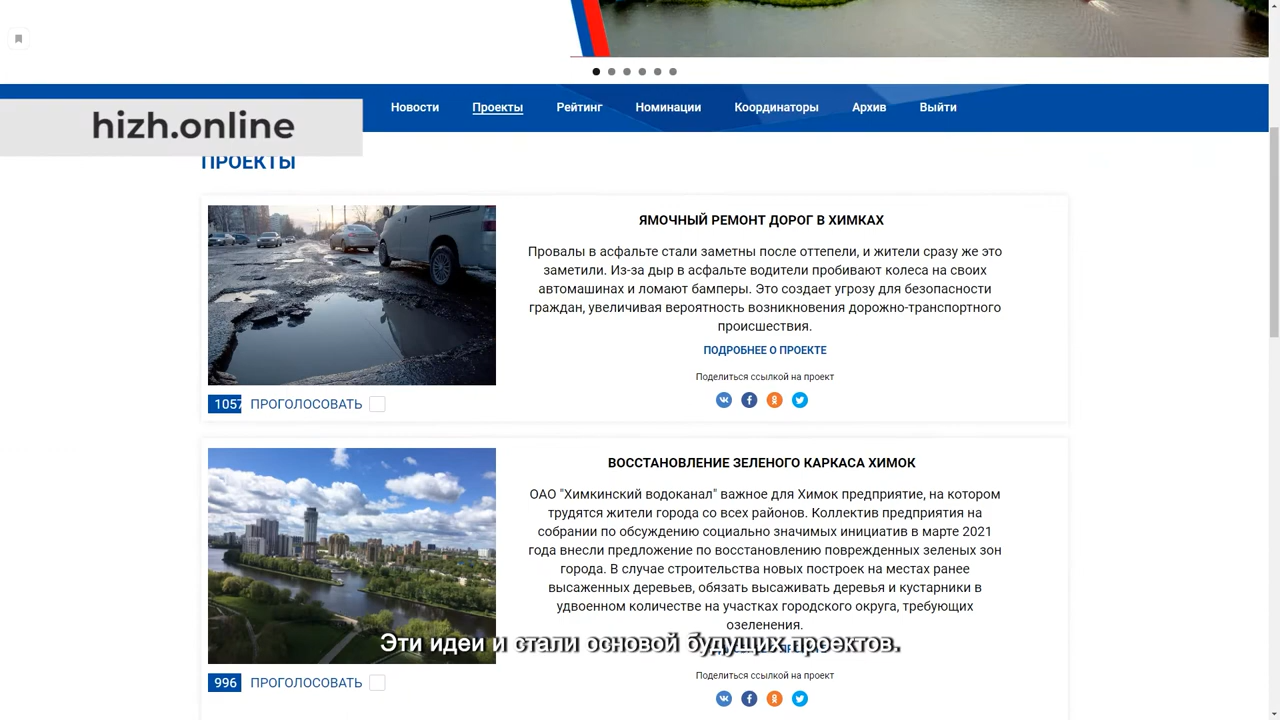 Новости Проекты Рейтинг Номинации Координаторы Архив Выйти
hizh.online
ПРОЕКТЫ
ЯМОЧНЫЙ РЕМОНТ ДОРОГ В ХИМКАХ
Провалы в асфальте стали заметны после оттепели, и жители сразу же это
заметили. Из-за дыр в асфальте водители пробивают колеса на своих
автомашинах и ломают бамперы. Это создает угрозу для безопасности
граждан, увеличивая вероятность возникновения дорожно-транспортного
происшествия.
ПОДРОБНЕЕ О ПРОЕКТЕ
Поделиться ссылкой на проект
1057 ПРОГОЛОСОВАТЬ
ВОССТАНОВЛЕНИЕ ЗЕЛЕНОГО КАРКАСА ХИМОК
ОАО "Химкинский водоканал" важное для Химок предприятие, на котором
трудятся жители города со всех районов. Коллектив предприятия на
собрании по обсуждению социально значимых инициатив в марте 2021
года внесли предложение по восстановлению поврежденных зеленых зон
города. В случае строительства новых построек на местах ранее
высаженных деревьев, обязать высаживать деревья и кустарники в
удвоенном количестве на участках городского округа, требующих
озеленения.
Эти идеи и стали основой будущих проектов.
Поделиться ссылкой на проект
996 ПРОГОЛОСОВАТЬ